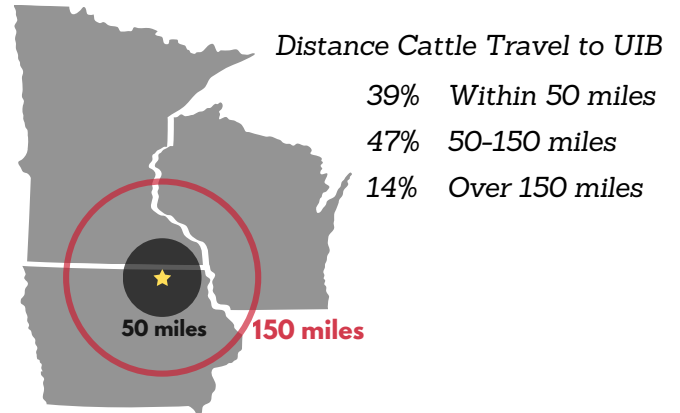 Distance Cattle Travel to UIB
39% Within 50 miles
47% 50-150 miles
14% Over 150 miles
50 miles
150 miles